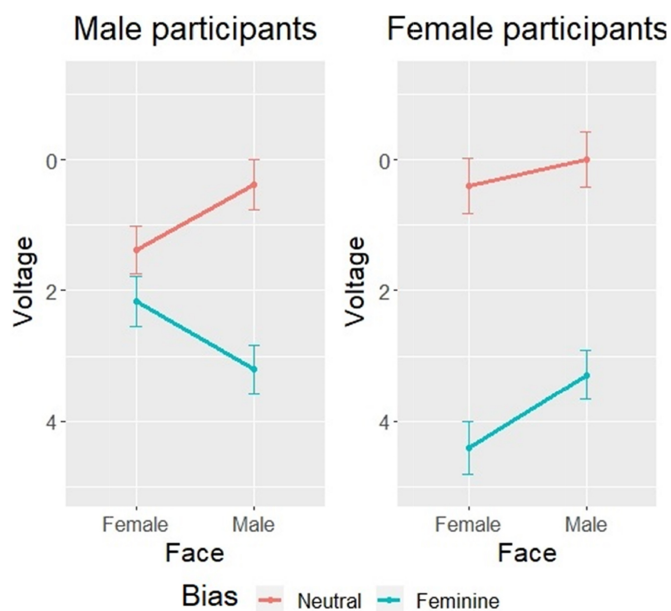 Male participants
Female participants
Voltage
0
2
4
Female
Male
Face
Voltage
0
2
4
Female
Male
Face
Bias
Neutral
Feminine